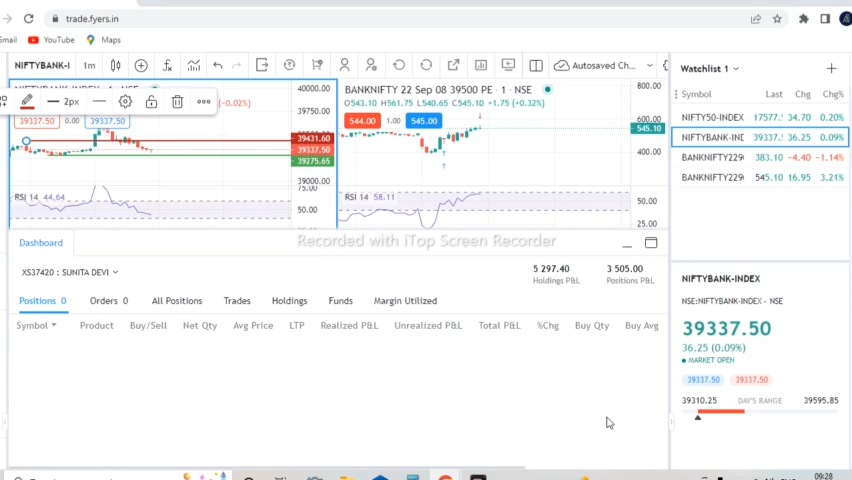 trade.fyers.in
Gmail YouTube Maps
NIFTYBANK-I 1m Autosaved Ch...
2px
39337.50 0.00 39337.50 -0.02%)
40000.00
39750.00
39431.60
39337.50
39275.65
39000.00
RSI 14 44.64
75.00
50.00
BANKNIFTY 22 Sep 08 39500 PE · 1 · NSE
O543.10 H561.75 L540.65 C545.10 +1.75 (+0.32%)
544.00 1.00 545.00
800.00
545.10
400.00
RSI 14 58.11
50.00
25.00
Watchlist 1
Symbol Last Chg Chg%
NIFTY50-INDEX 17577. 34.70 0.20%
NIFTYBANK-INE 39337. 36.25 0.09%
BANKNIFTY229 383.10 -4.40 -1.14%
BANKNIFTY229 545.10 16.95 3.21%
Recorded with iTop Screen Recorder
Dashboard
XS37420 : SUNITA DEVI
5 297.40 3 505.00
Holdings P&L Positions P&L
Positions 0 Orders 0 All Positions Trades Holdings Funds Margin Utilized
Symbol Product Buy/Sell Net Qty Avg Price LTP Realized P&L Unrealized P&L Total P&L %Chg Buy Qty Buy Avg
NIFTYBANK-INDEX
NSE:NIFTYBANK-INDEX · NSE
39337.50
36.25 (0.09%)
MARKET OPEN
39337.50 39337.50
39310.25 DAY'S RANGE 39595.85
09:28